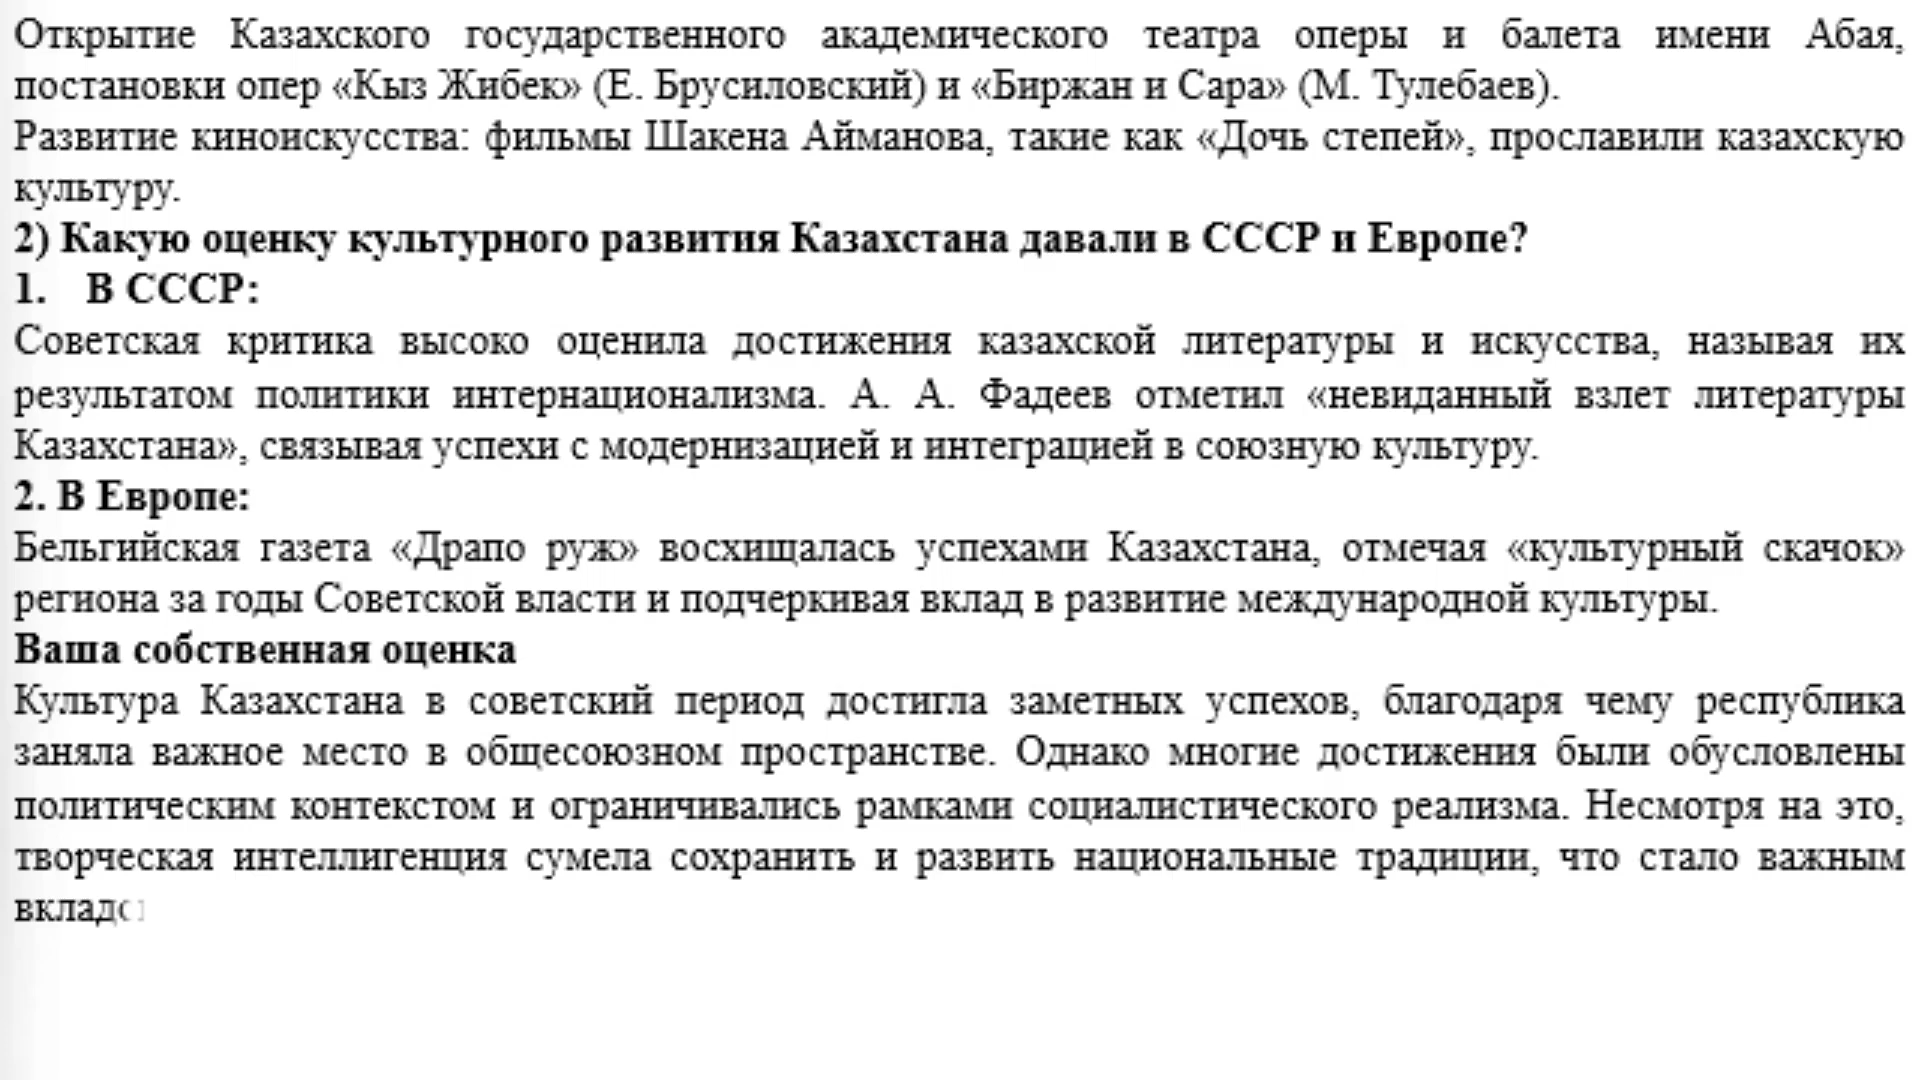 Открытие Казахского государственного академического театра оперы и балета имени Абая,
постановки опер «Кыз Жибек» (Е. Брусиловский) и «Биржан и Сара» (М. Тулебаев).
Развитие киноискусства: фильмы Шакена Айманова, такие как «Дочь степей», прославили казахскую
культуру.
2) Какую оценку культурного развития Казахстана давали в СССР и Европе?
1. В СССР:
Советская критика высоко оценила достижения казахской литературы и искусства, называя их
результатом политики интернационализма. А. А. Фадеев отметил «невиданный взлет литературы
Казахстана», связывая успехи с модернизацией и интеграцией в союзную культуру.
2. В Европе:
Бельгийская газета «Драпо руж» восхищалась успехами Казахстана, отмечая «культурный скачок»
региона за годы Советской власти и подчеркивая вклад в развитие международной культуры.
Ваша собственная оценка
Культура Казахстана в советский период достигла заметных успехов, благодаря чему республика
заняла важное место в общесоюзном пространстве. Однако многие достижения были обусловлены
политическим контекстом и ограничивались рамками социалистического реализма. Несмотря на это,
творческая интеллигенция сумела сохранить и развить национальные традиции, что стало важным